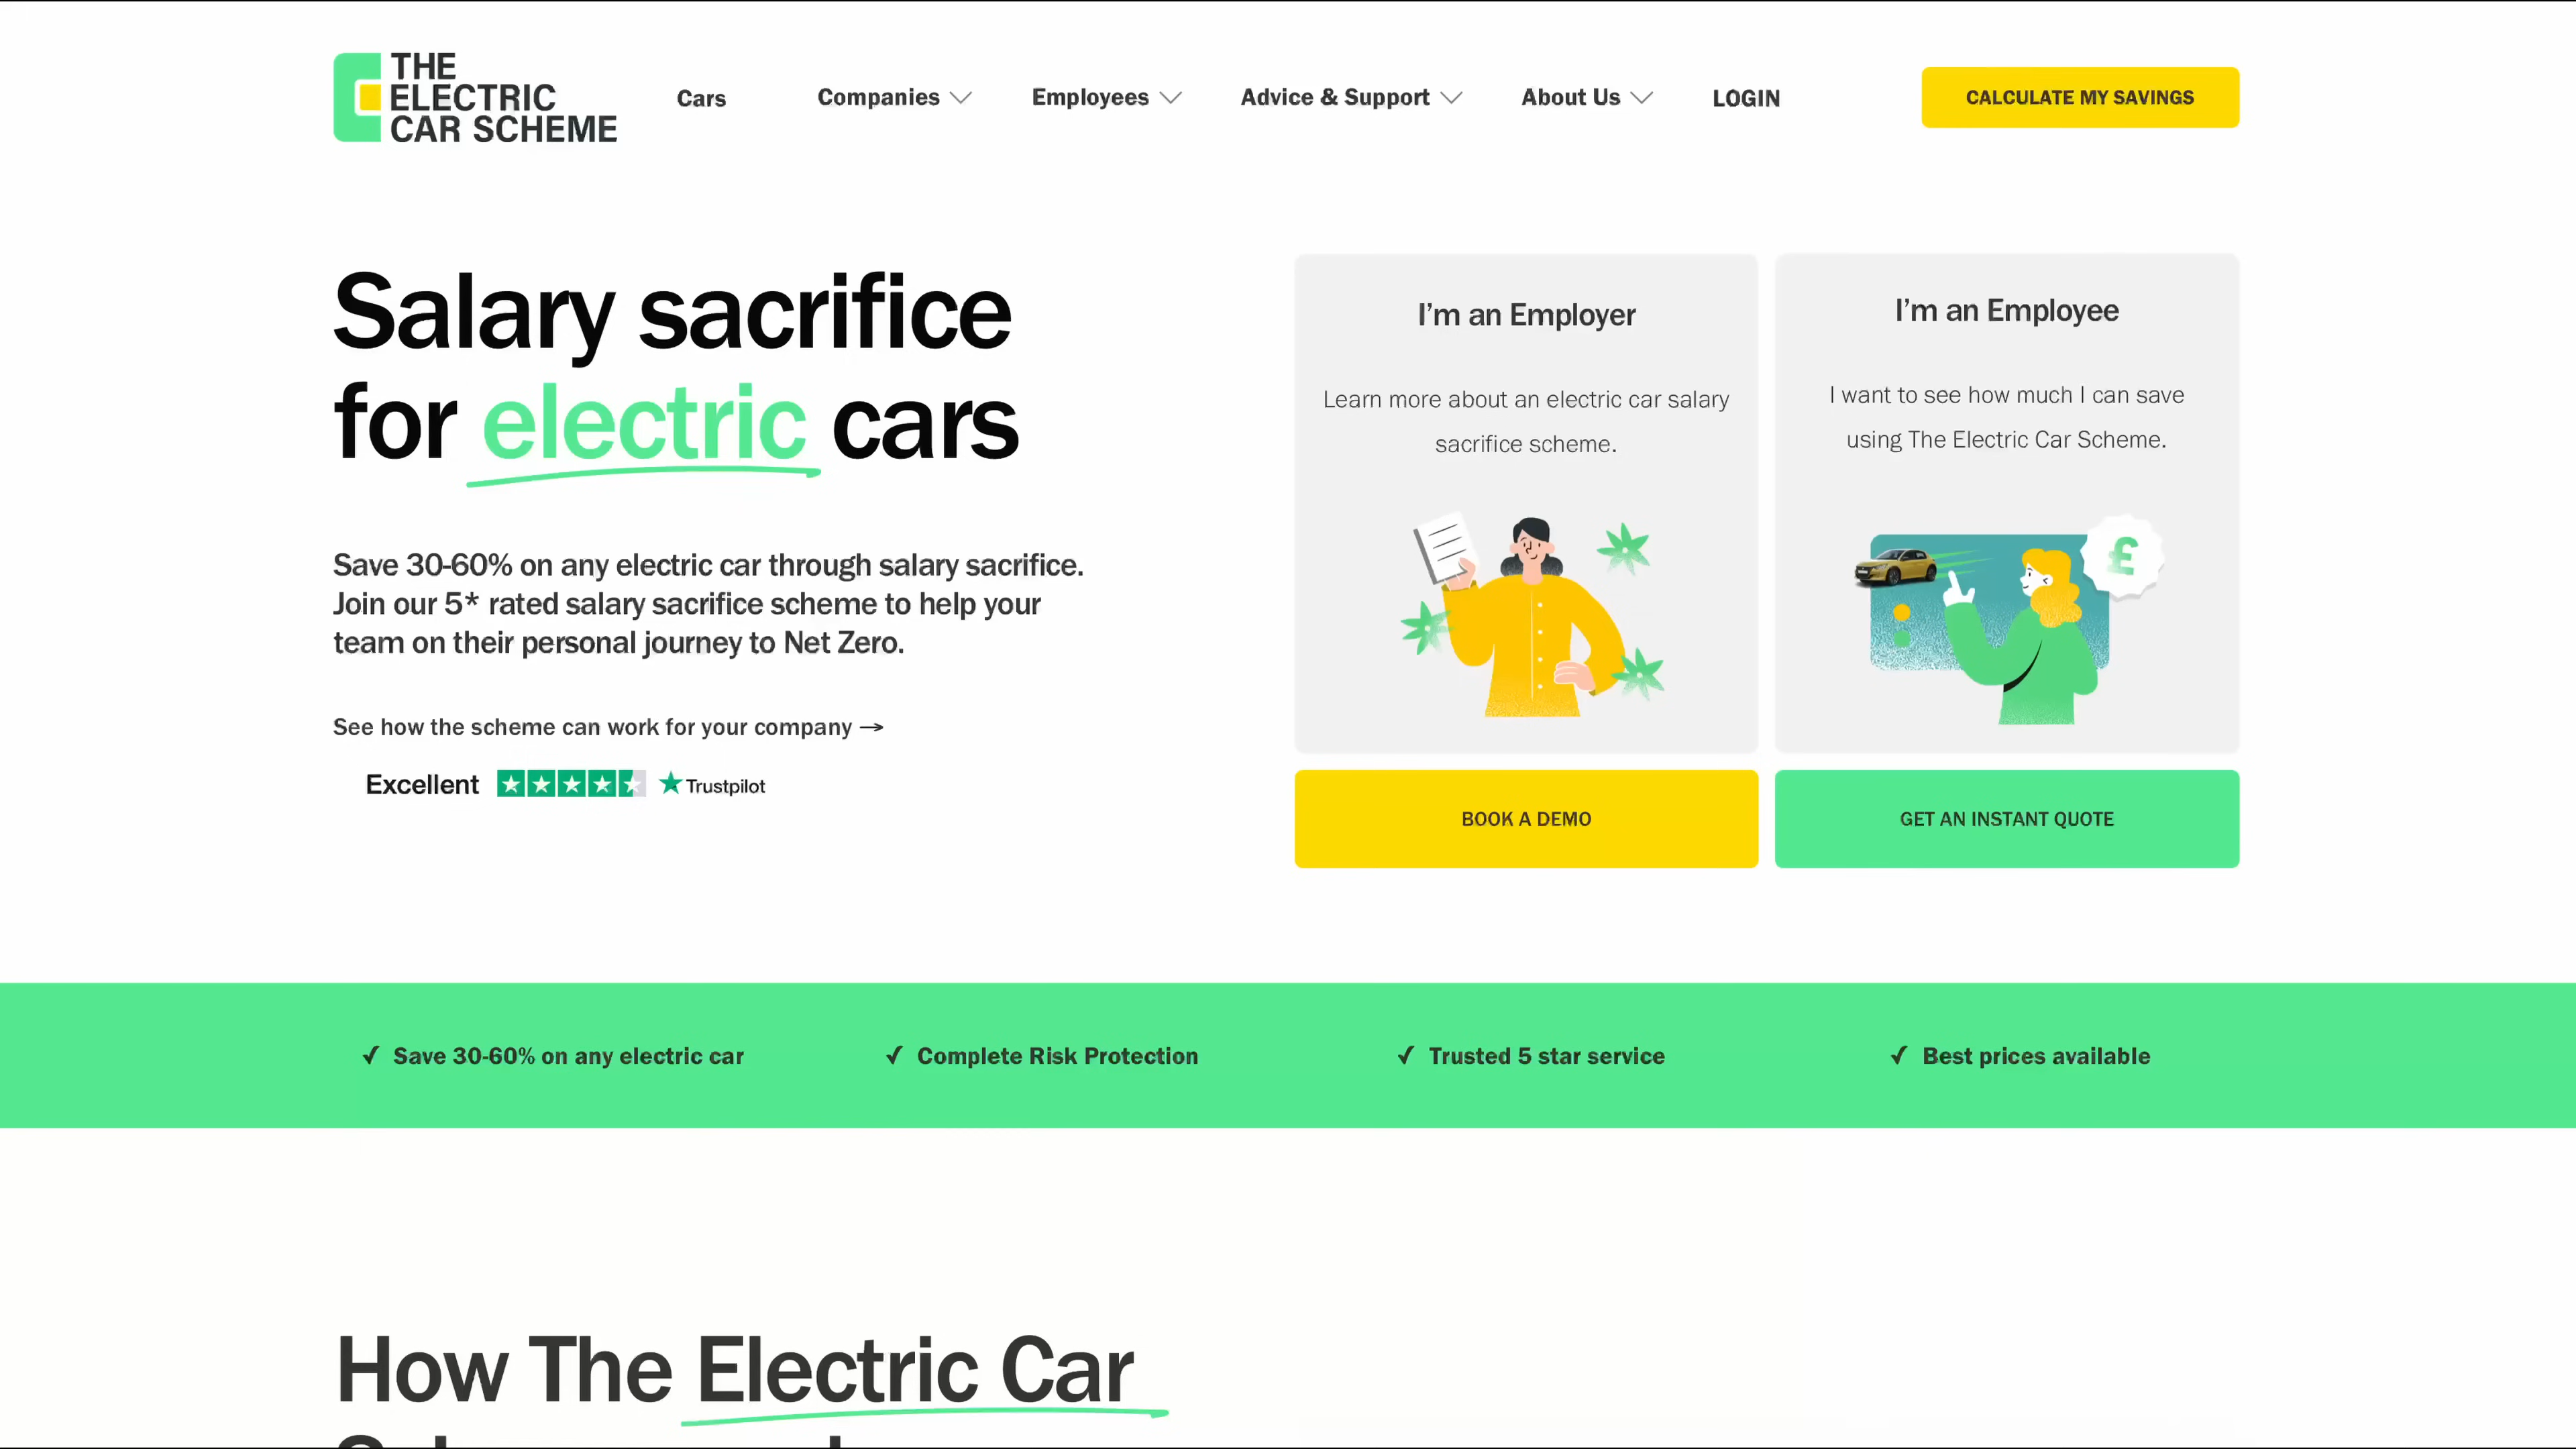 THE
ELECTRIC
CAR SCHEME
Cars
Companies
Employees
Advice & Support
About Us
LOGIN
CALCULATE MY SAVINGS
Salary sacrifice
for electric cars
Save 30-60% on any electric car through salary sacrifice.
Join our 5* rated salary sacrifice scheme to help your
team on their personal journey to Net Zero.
See how the scheme can work for your company →
Excellent
Trustpilot
I'm an Employer
Learn more about an electric car salary
sacrifice scheme.
BOOK A DEMO
I'm an Employee
I want to see how much I can save
using The Electric Car Scheme.
£
GET AN INSTANT QUOTE
✓ Save 30-60% on any electric car
✓ Complete Risk Protection
✓ Trusted 5 star service
✓ Best prices available
How The Electric Car